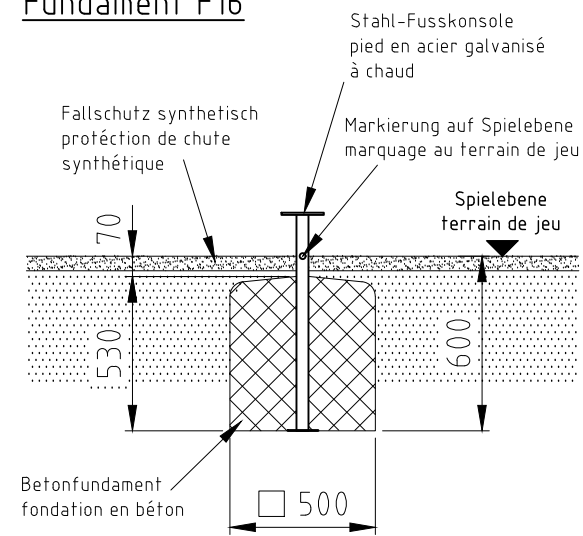 Fundament F16
Stahl-Fusskonsole
pied en acier galvanisé
à chaud
Fallschutz synthetisch
protéction de chute
synthétique
Markierung auf Spielebene
marquage au terrain de jeu
Spielebene
terrain de jeu
70
530
600
Betonfundament
fondation en béton
500